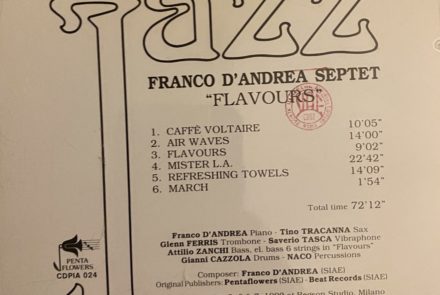 Jazz
FRANCO D'ANDREA SEPTET
"FLAVOURS"
1. CAFFÈ VOLTAIRE 10'05"
2. AIR WAVES 14'00"
3. FLAVOURS 9'02"
4. MISTER L.A. 22'42"
5. REFRESHING TOWELS 14'09"
6. MARCH 1'54"
Total time 72'12"
PENTA
FLOWERS
CDPIA 024
Franco D'ANDREA Piano - Tino TRACANNA Sax
Glenn FERRIS Trombone - Saverio TASCA Vibraphone
Attilio ZANCHI Bass, el. bass 6 strings in "Flavours"
Gianni CAZZOLA Drums - NACO Percussions
Composer: Franco D'ANDREA (SIAE)
Original Publishers: Pentaflowers (SIAE) - Beat Records (SIAE)
Studio, Milano